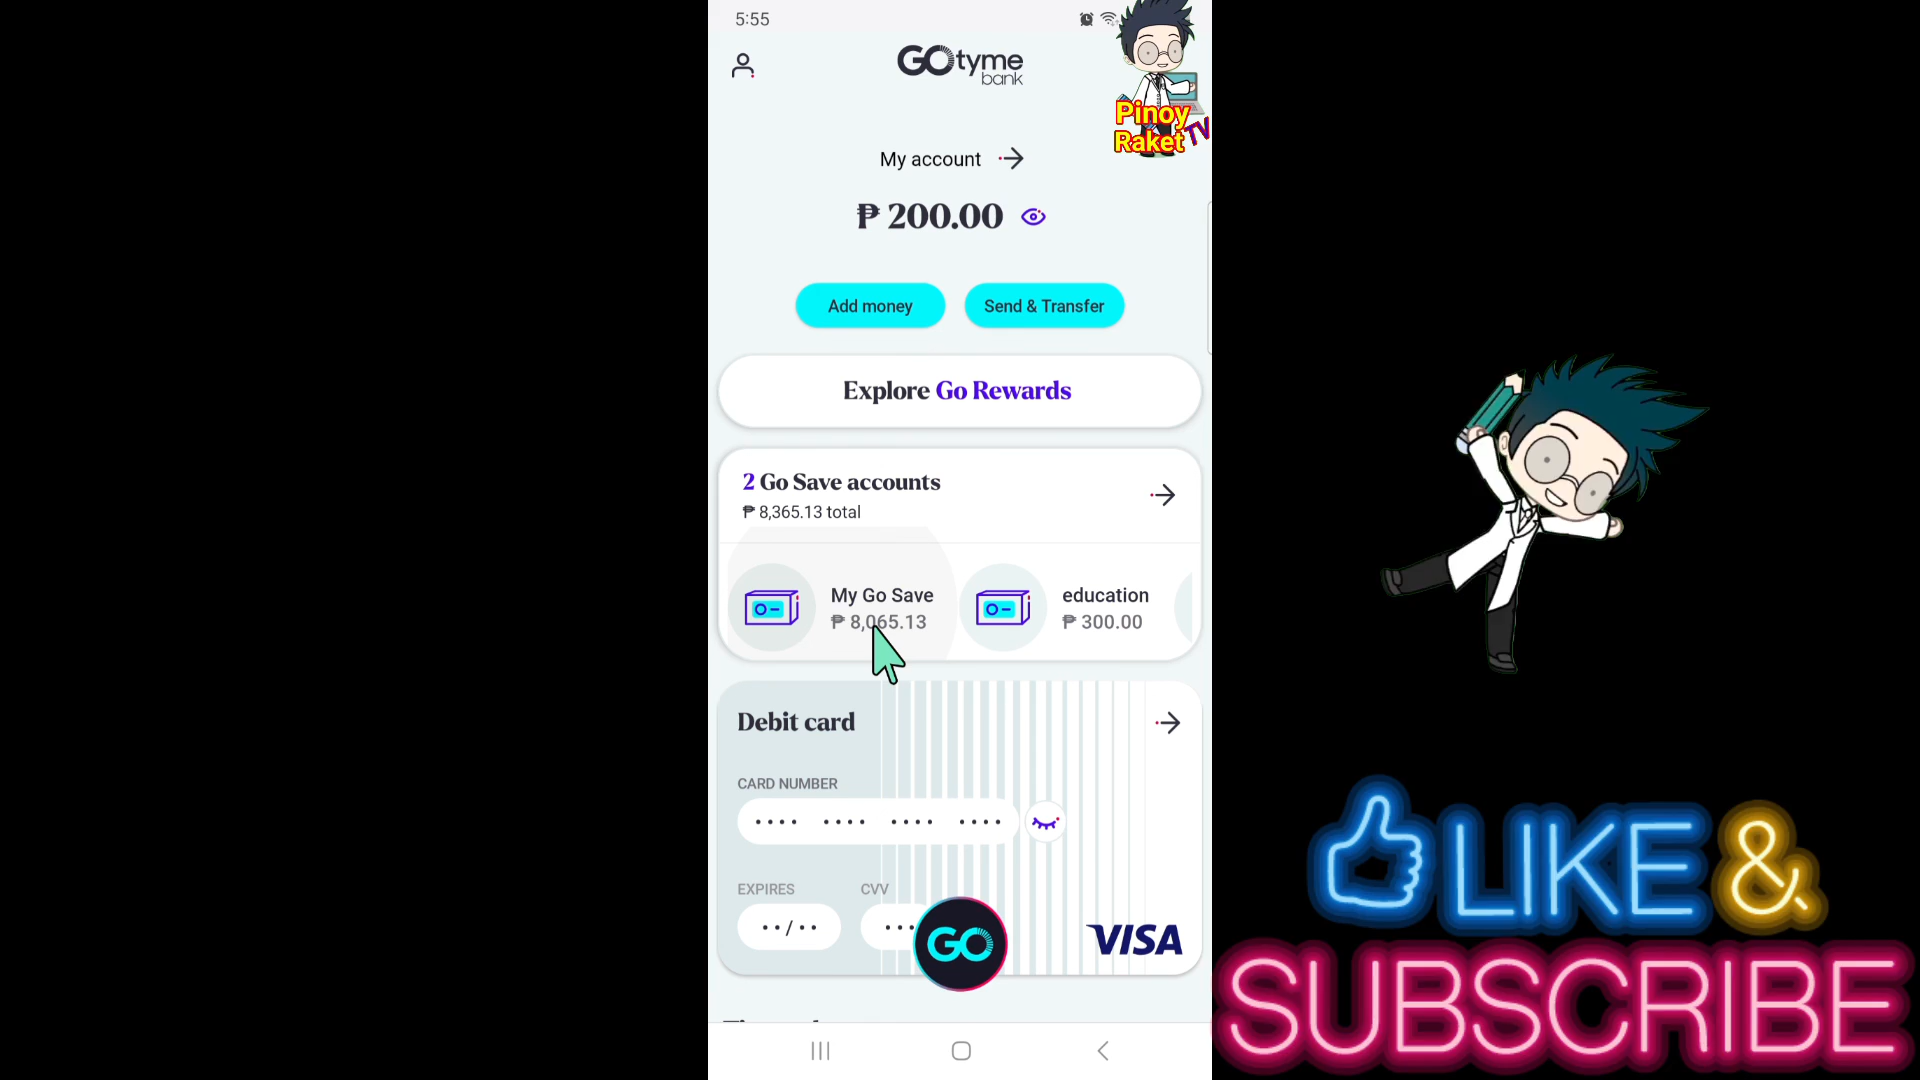 5:55
GOtyme
bank
Pinoy
Raket TV
My account
₱ 200.00
Add money
Send & Transfer
Explore Go Rewards
2 Go Save accounts
₱ 8,365.13 total
My Go Save
₱ 8,065.13
education
₱ 300.00
Debit card
CARD NUMBER
•••• •••• •••• ••••
EXPIRES
CVV
••/••
•••
GO
VISA
LIKE &
SUBSCRIBE